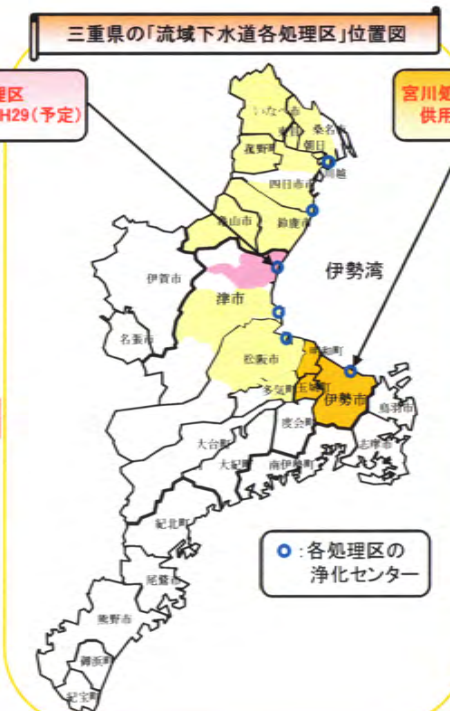 三重県の「流域下水道各処理区」位置図
理区
H29(予定)
宮川処
供用
いなべ市
桑名市
東員
朝日
菰野町
川越
四日市市
亀山市
鈴鹿市
伊賀市
津市
伊勢湾
名張市
松阪市
明和町
多気町
玉城町
伊勢市
鳥羽市
度会町
志摩市
大台町
大紀町
南伊勢町
紀北町
尾鷲市
熊野市
御浜町
紀宝町
:各処理区の
浄化センター